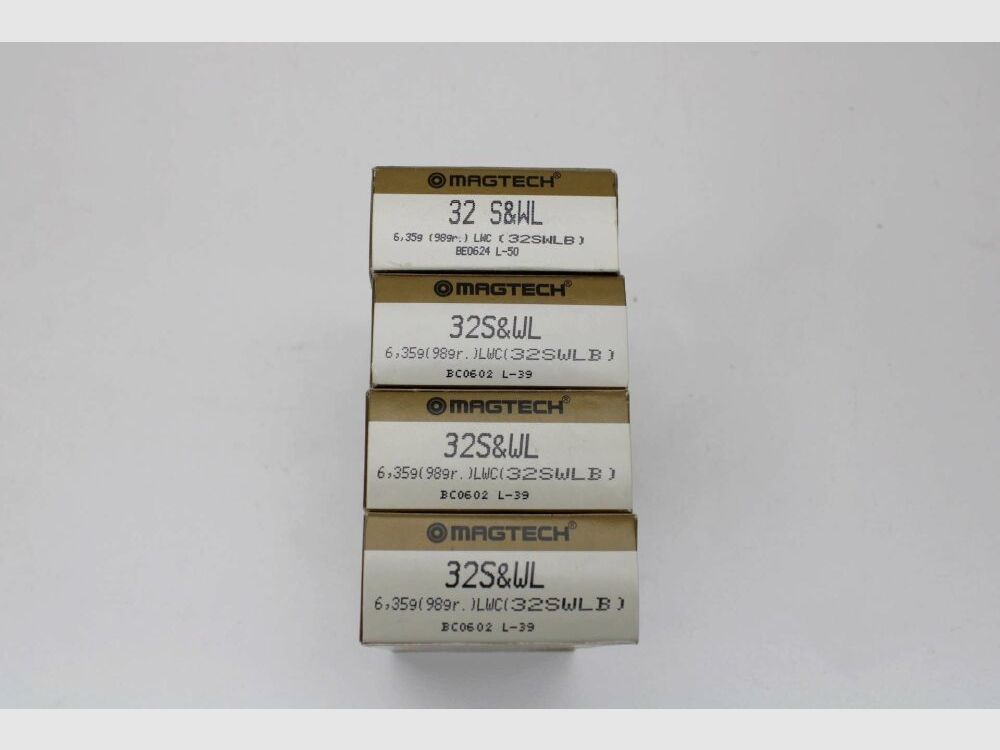 MAGTECH®
32 S&WL
6,35g (98gr.) LWC (32SWLB)
BE0624 L-50
MAGTECH®
32S&WL
6,35g(98gr.)LWC(32SWLB)
BC0602 L-39
MAGTECH®
32S&WL
6,35g(98gr.)LWC(32SWLB)
BC0602 L-39
MAGTECH®
32S&WL
6,35g(98gr.)LWC(32SWLB)
BC0602 L-39